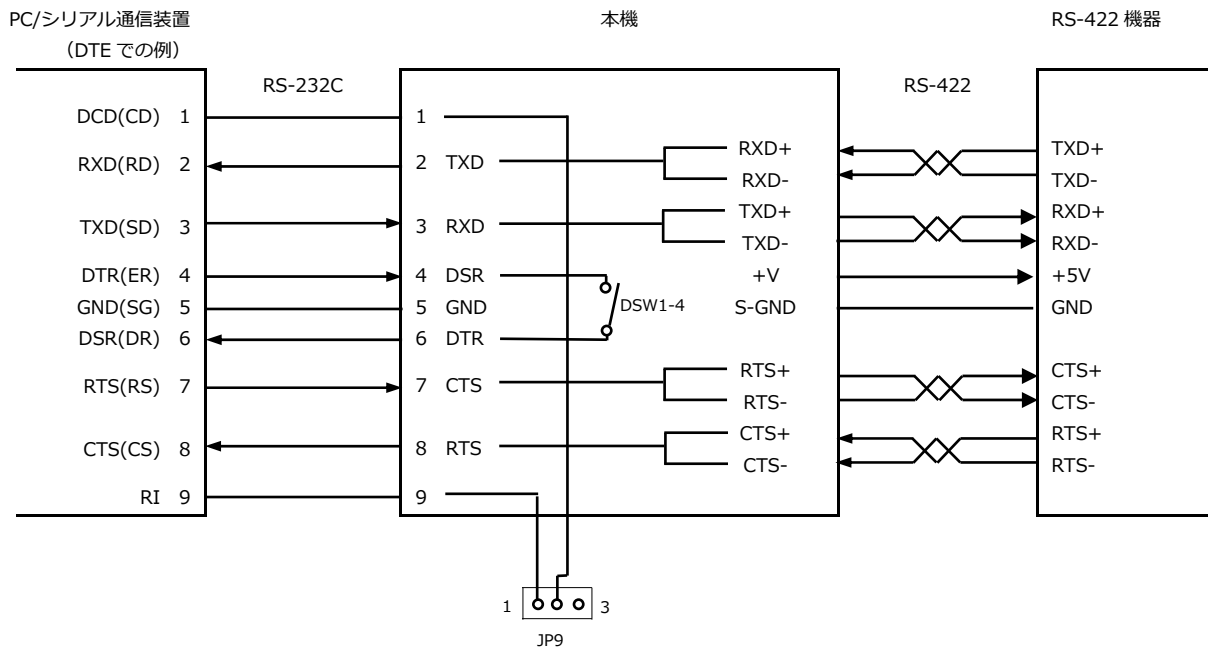 PC/シリアル通信装置
（DTE での例）
本機
RS-422 機器
RS-232C
RS-422
DCD(CD) 1
RXD(RD) 2
TXD(SD) 3
DTR(ER) 4
GND(SG) 5
DSR(DR) 6
RTS(RS) 7
CTS(CS) 8
RI 9
1
2 TXD
3 RXD
4 DSR
5 GND
6 DTR
7 CTS
8 RTS
9
DSW1-4
RXD+
RXD-
TXD+
TXD-
+V
S-GND
RTS+
RTS-
CTS+
CTS-
TXD+
TXD-
RXD+
RXD-
+5V
GND
CTS+
CTS-
RTS+
RTS-
1 3
JP9